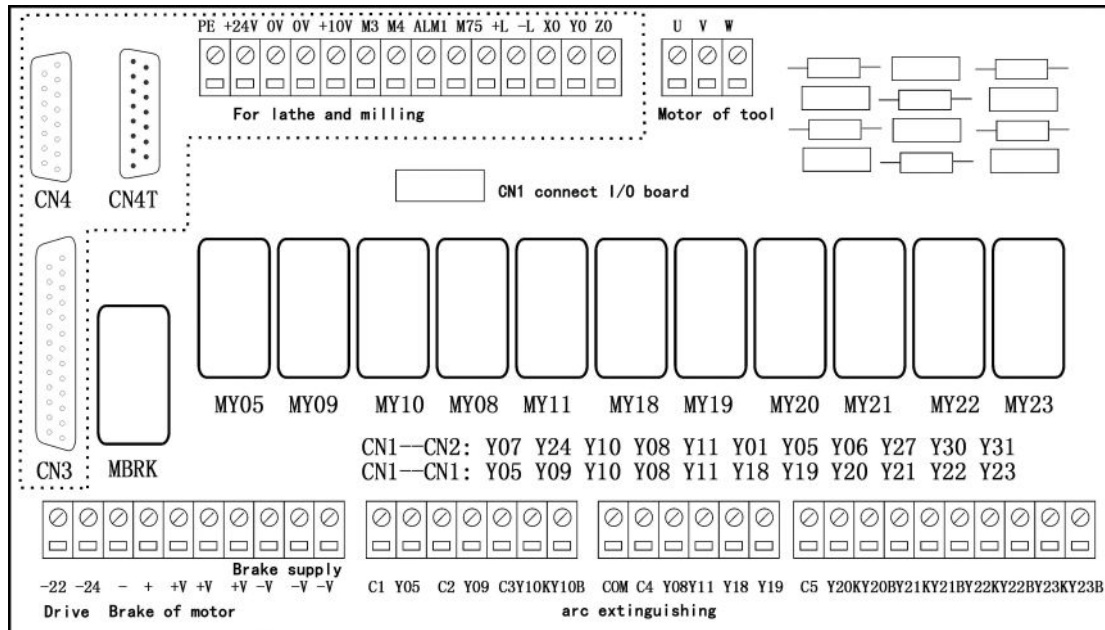 PE +24V 0V 0V +10V M3 M4 ALM1 M75 +L -L X0 Y0 Z0
U V W
For lathe and milling
Motor of tool
CN4 CN4T
CN1 connect I/O board
MY05 MY09 MY10 MY08 MY11 MY18 MY19 MY20 MY21 MY22 MY23
CN1--CN2: Y07 Y24 Y10 Y08 Y11 Y01 Y05 Y06 Y27 Y30 Y31
CN1--CN1: Y05 Y09 Y10 Y08 Y11 Y18 Y19 Y20 Y21 Y22 Y23
CN3 MBRK
Brake supply
-22 -24 - + +V +V +V -V -V -V
C1 Y05 C2 Y09 C3Y10KY10B
COM C4 Y08Y11 Y18 Y19
C5 Y20KY20BY21KY21BY22KY22BY23KY23B
Drive Brake of motor
arc extinguishing